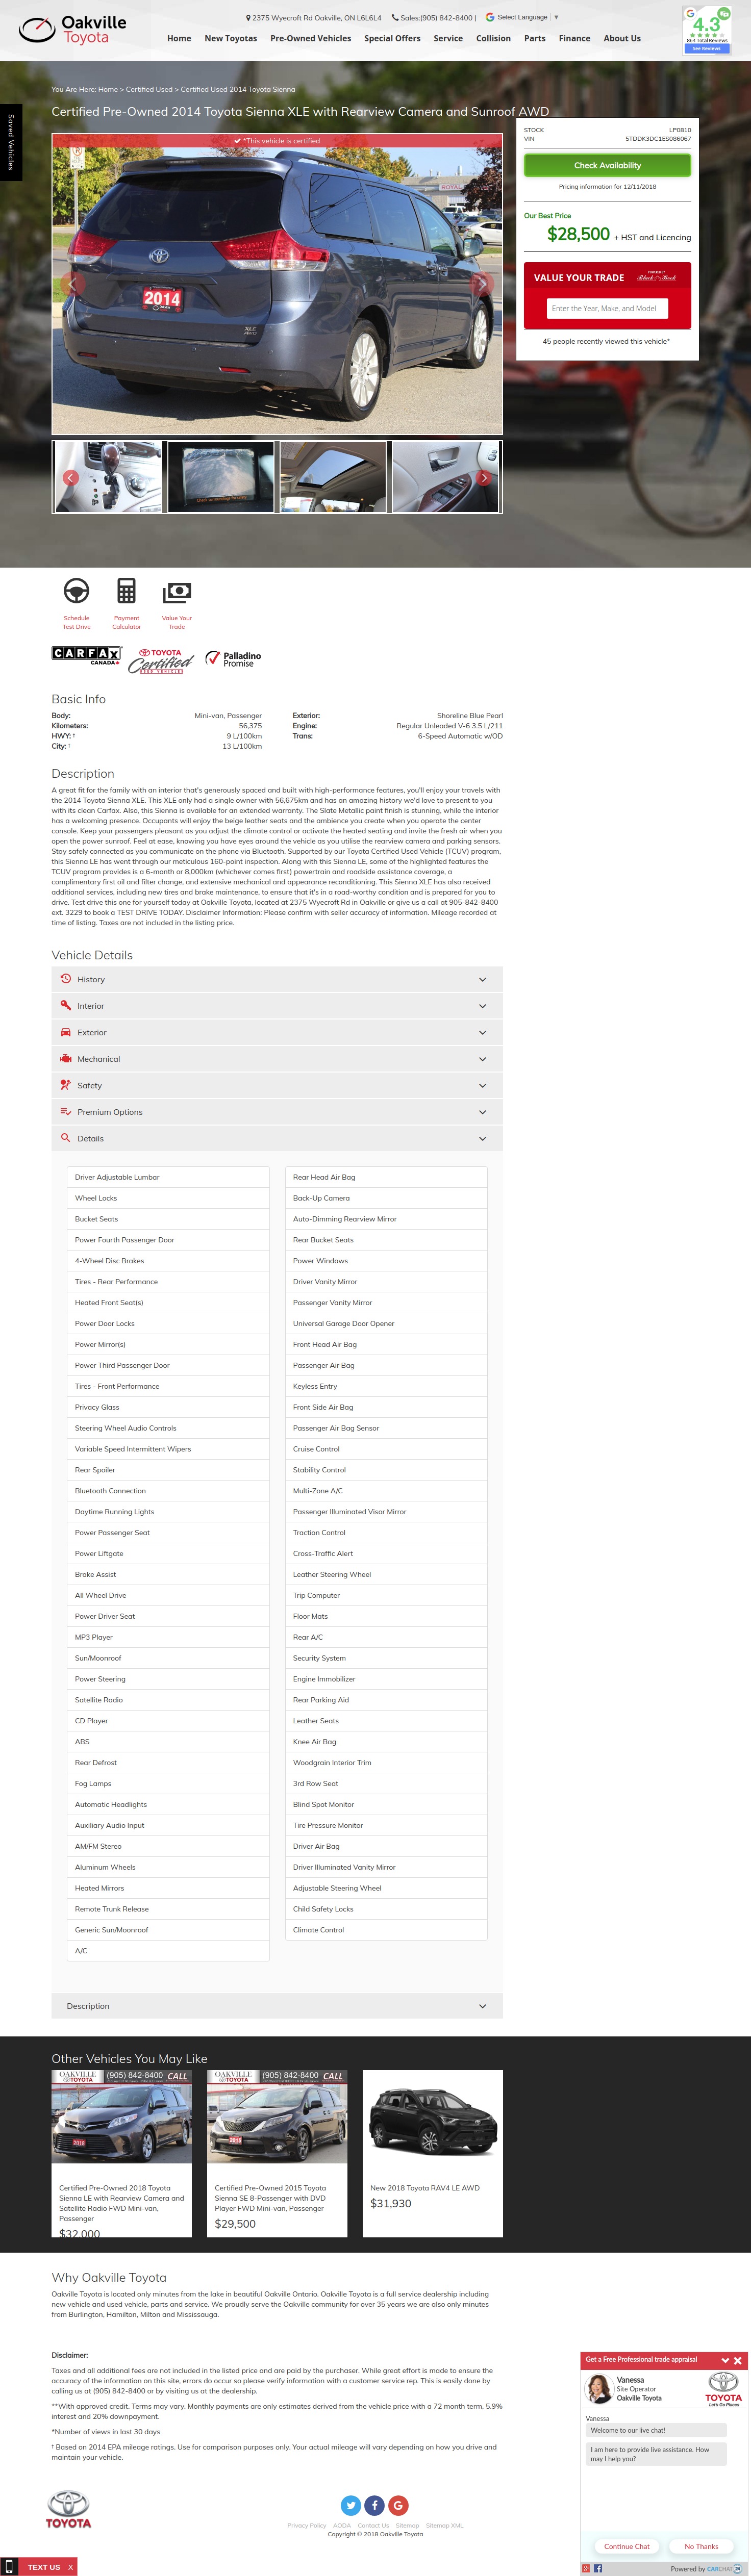 Oakville
Toyota
2375 Wyecroft Rd Oakville, ON L6L6L4 Sales:(905) 842-8400 | Select Language ▼
Home New Toyotas Pre-Owned Vehicles Special Offers Service Collision Parts Finance About Us
4.3
864 Total Reviews
See Reviews
Saved Vehicles
You Are Here: Home > Certified Used > Certified Used 2014 Toyota Sienna
Certified Pre-Owned 2014 Toyota Sienna XLE with Rearview Camera and Sunroof AWD
*This vehicle is certified
ROYAL
2014
XLE
STOCK LP0810
VIN 5TDDK3DC1ES086067
Check Availability
Pricing information for 12/11/2018
Our Best Price
$28,500 + HST and Licencing
VALUE YOUR TRADE
POWERED BY
Black Book
Enter the Year, Make, and Model
45 people recently viewed this vehicle*
Schedule
Test Drive
Payment
Calculator
Value Your
Trade
CARFAX
CANADA
TOYOTA
Certified
USED VEHICLES
Palladino
Promise
Basic Info
Body: Mini-van, Passenger
Kilometers: 56,375
HWY: † 9 L/100km
City: † 13 L/100km
Exterior: Shoreline Blue Pearl
Engine: Regular Unleaded V-6 3.5 L/211
Trans: 6-Speed Automatic w/OD
Description
A great fit for the family with an interior that's generously spaced and built with high-performance features, you'll enjoy your travels with
the 2014 Toyota Sienna XLE. This XLE only had a single owner with 56,675km and has an amazing history we'd love to present to you
with its clean Carfax. Also, this Sienna is available for an extended warranty. The Slate Metallic paint finish is stunning, while the interior
has a welcoming presence. Occupants will enjoy the beige leather seats and the ambience you create when you operate the center
console. Keep your passengers pleasant as you adjust the climate control or activate the heated seating and invite the fresh air when you
open the power sunroof. Feel at ease, knowing you have eyes around the vehicle as you utilise the rearview camera and parking sensors.
Stay safely connected as you communicate on the phone via Bluetooth. Supported by our Toyota Certified Used Vehicle (TCUV) program,
this Sienna LE has went through our meticulous 160-point inspection. Along with this Sienna LE, some of the highlighted features the
TCUV program provides is a 6-month or 8,000km (whichever comes first) powertrain and roadside assistance coverage, a
complimentary first oil and filter change, and extensive mechanical and appearance reconditioning. This Sienna XLE has also received
additional services, including new tires and brake maintenance, to ensure that it's in a road-worthy condition and is prepared for you to
drive. Test drive this one for yourself today at Oakville Toyota, located at 2375 Wyecroft Rd in Oakville or give us a call at 905-842-8400
ext. 3229 to book a TEST DRIVE TODAY. Disclaimer Information: Please confirm with seller accuracy of information. Mileage recorded at
time of listing. Taxes are not included in the listing price.
Vehicle Details
History
Interior
Exterior
Mechanical
Safety
Premium Options
Details
Driver Adjustable Lumbar
Wheel Locks
Bucket Seats
Power Fourth Passenger Door
4-Wheel Disc Brakes
Tires - Rear Performance
Heated Front Seat(s)
Power Door Locks
Power Mirror(s)
Power Third Passenger Door
Tires - Front Performance
Privacy Glass
Steering Wheel Audio Controls
Variable Speed Intermittent Wipers
Rear Spoiler
Bluetooth Connection
Daytime Running Lights
Power Passenger Seat
Power Liftgate
Brake Assist
All Wheel Drive
Power Driver Seat
MP3 Player
Sun/Moonroof
Power Steering
Satellite Radio
CD Player
ABS
Rear Defrost
Fog Lamps
Automatic Headlights
Auxiliary Audio Input
AM/FM Stereo
Aluminum Wheels
Heated Mirrors
Remote Trunk Release
Generic Sun/Moonroof
A/C
Rear Head Air Bag
Back-Up Camera
Auto-Dimming Rearview Mirror
Rear Bucket Seats
Power Windows
Driver Vanity Mirror
Passenger Vanity Mirror
Universal Garage Door Opener
Front Head Air Bag
Passenger Air Bag
Keyless Entry
Front Side Air Bag
Passenger Air Bag Sensor
Cruise Control
Stability Control
Multi-Zone A/C
Passenger Illuminated Visor Mirror
Traction Control
Cross-Traffic Alert
Leather Steering Wheel
Trip Computer
Floor Mats
Rear A/C
Security System
Engine Immobilizer
Rear Parking Aid
Leather Seats
Knee Air Bag
Woodgrain Interior Trim
3rd Row Seat
Blind Spot Monitor
Tire Pressure Monitor
Driver Air Bag
Driver Illuminated Vanity Mirror
Adjustable Steering Wheel
Child Safety Locks
Climate Control
Description
Other Vehicles You May Like
OAKVILLE TOYOTA (905) 842-8400 CALL
2018
Certified Pre-Owned 2018 Toyota
Sienna LE with Rearview Camera and
Satellite Radio FWD Mini-van,
Passenger
$32,000
OAKVILLE TOYOTA (905) 842-8400 CALL
2015
Certified Pre-Owned 2015 Toyota
Sienna SE 8-Passenger with DVD
Player FWD Mini-van, Passenger
$29,500
New 2018 Toyota RAV4 LE AWD
$31,930
Why Oakville Toyota
Oakville Toyota is located only minutes from the lake in beautiful Oakville Ontario. Oakville Toyota is a full service dealership including
new vehicle and used vehicle, parts and service. We proudly serve the Oakville community for over 35 years we are also only minutes
from Burlington, Hamilton, Milton and Mississauga.
Disclaimer:
Taxes and all additional fees are not included in the listed price and are paid by the purchaser. While great effort is made to ensure the
accuracy of the information on this site, errors do occur so please verify information with a customer service rep. This is easily done by
calling us at (905) 842-8400 or by visiting us at the dealership.
**With approved credit. Terms may vary. Monthly payments are only estimates derived from the vehicle price with a 72 month term, 5.9%
interest and 20% downpayment.
*Number of views in last 30 days
† Based on 2014 EPA mileage ratings. Use for comparison purposes only. Your actual mileage will vary depending on how you drive and
maintain your vehicle.
TOYOTA
Privacy Policy AODA Contact Us Sitemap Sitemap XML
Copyright © 2018 Oakville Toyota
TEXT US X
Get a Free Professional trade appraisal
Vanessa
Site Operator
Oakville Toyota
TOYOTA
Let's Go Places
Vanessa
Welcome to our live chat!
I am here to provide live assistance. How
may I help you?
Continue Chat No Thanks
Powered by CARCHAT24